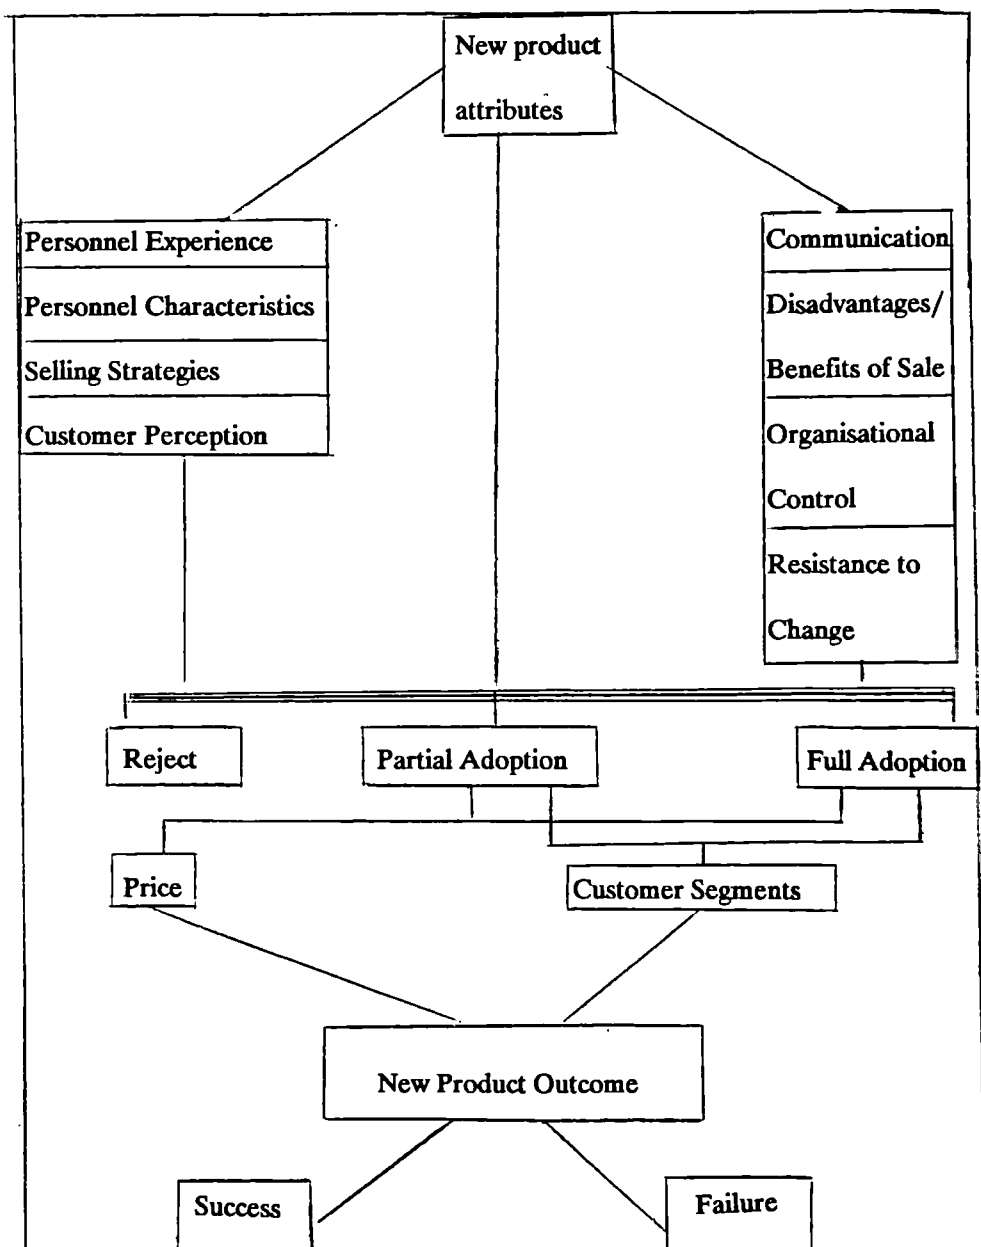 New product
attributes
Personnel Experience
Personnel Characteristics
Selling Strategies
Customer Perception
Communication
Disadvantages/
Benefits of Sale
Organisational
Control
Resistance to
Change
Reject
Partial Adoption
Full Adoption
Price
Customer Segments
New Product Outcome
Success
Failure